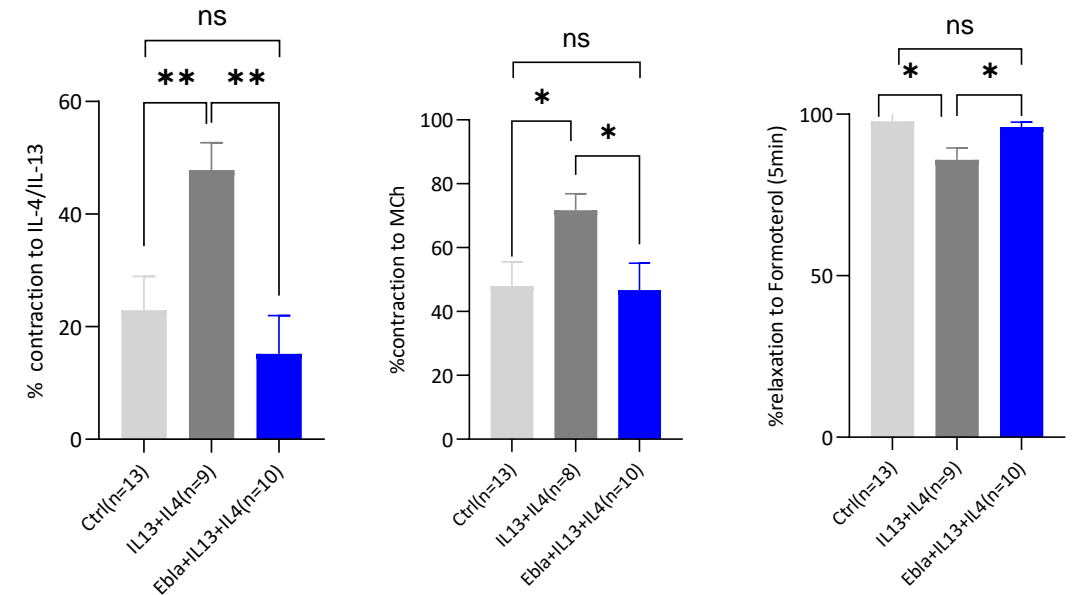 ns
** **
60
40
20
0
% contraction to IL-4/IL-13
Ctrl(n=13)
IL13+IL4(n=9)
Ebla+IL13+IL4(n=10)
ns
*
*
100
80
60
40
20
0
%contraction to MCh
Ctrl(n=13)
IL13+IL4(n=8)
Ebla+IL13+IL4(n=10)
ns
* *
100
50
0
%relaxation to Formoterol (5min)
Ctrl(n=13)
IL13+IL4(n=9)
Ebla+IL13+IL4(n=10)